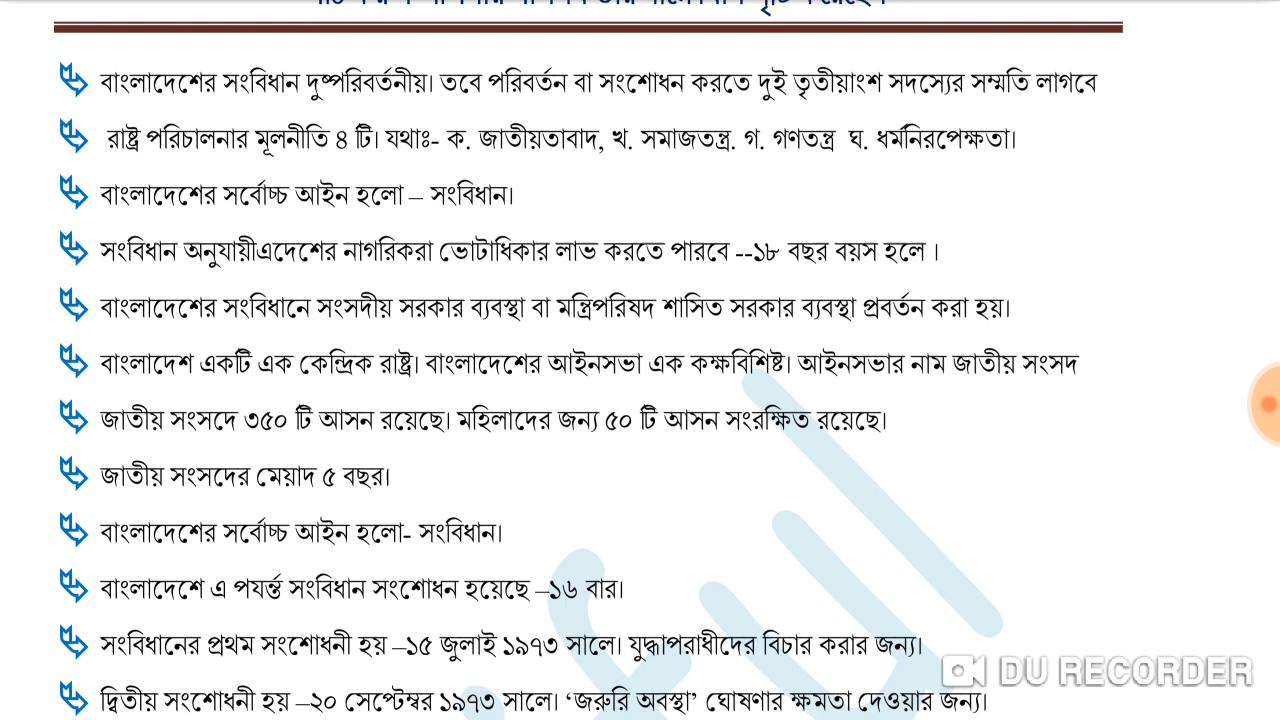 বাংলাদেশের সংবিধান দুষ্পরিবর্তনীয়। তবে পরিবর্তন বা সংশোধন করতে দুই তৃতীয়াংশ সদস্যের সম্মতি লাগবে
রাষ্ট্র পরিচালনার মূলনীতি ৪ টি। যথাঃ- ক. জাতীয়তাবাদ, খ. সমাজতন্ত্র. গ. গণতন্ত্র ঘ. ধর্মনিরপেক্ষতা।
বাংলাদেশের সর্বোচ্চ আইন হলো – সংবিধান।
সংবিধান অনুযায়ীএদেশের নাগরিকরা ভোটাধিকার লাভ করতে পারবে --১৮ বছর বয়স হলে ।
বাংলাদেশের সংবিধানে সংসদীয় সরকার ব্যবস্থা বা মন্ত্রিপরিষদ শাসিত সরকার ব্যবস্থা প্রবর্তন করা হয়।
বাংলাদেশ একটি এক কেন্দ্রিক রাষ্ট্র। বাংলাদেশের আইনসভা এক কক্ষবিশিষ্ট। আইনসভার নাম জাতীয় সংসদ
জাতীয় সংসদে ৩৫০ টি আসন রয়েছে। মহিলাদের জন্য ৫০ টি আসন সংরক্ষিত রয়েছে।
জাতীয় সংসদের মেয়াদ ৫ বছর।
বাংলাদেশের সর্বোচ্চ আইন হলো- সংবিধান।
বাংলাদেশে এ পযর্ন্ত সংবিধান সংশোধন হয়েছে –১৬ বার।
সংবিধানের প্রথম সংশোধনী হয় –১৫ জুলাই ১৯৭৩ সালে। যুদ্ধাপরাধীদের বিচার করার জন্য।
দ্বিতীয় সংশোধনী হয় –২০ সেপ্টেম্বর ১৯৭৩ সালে। ‘জরুরি অবস্থা’ ঘোষণার ক্ষমতা দেওয়ার জন্য।
DU RECORDER